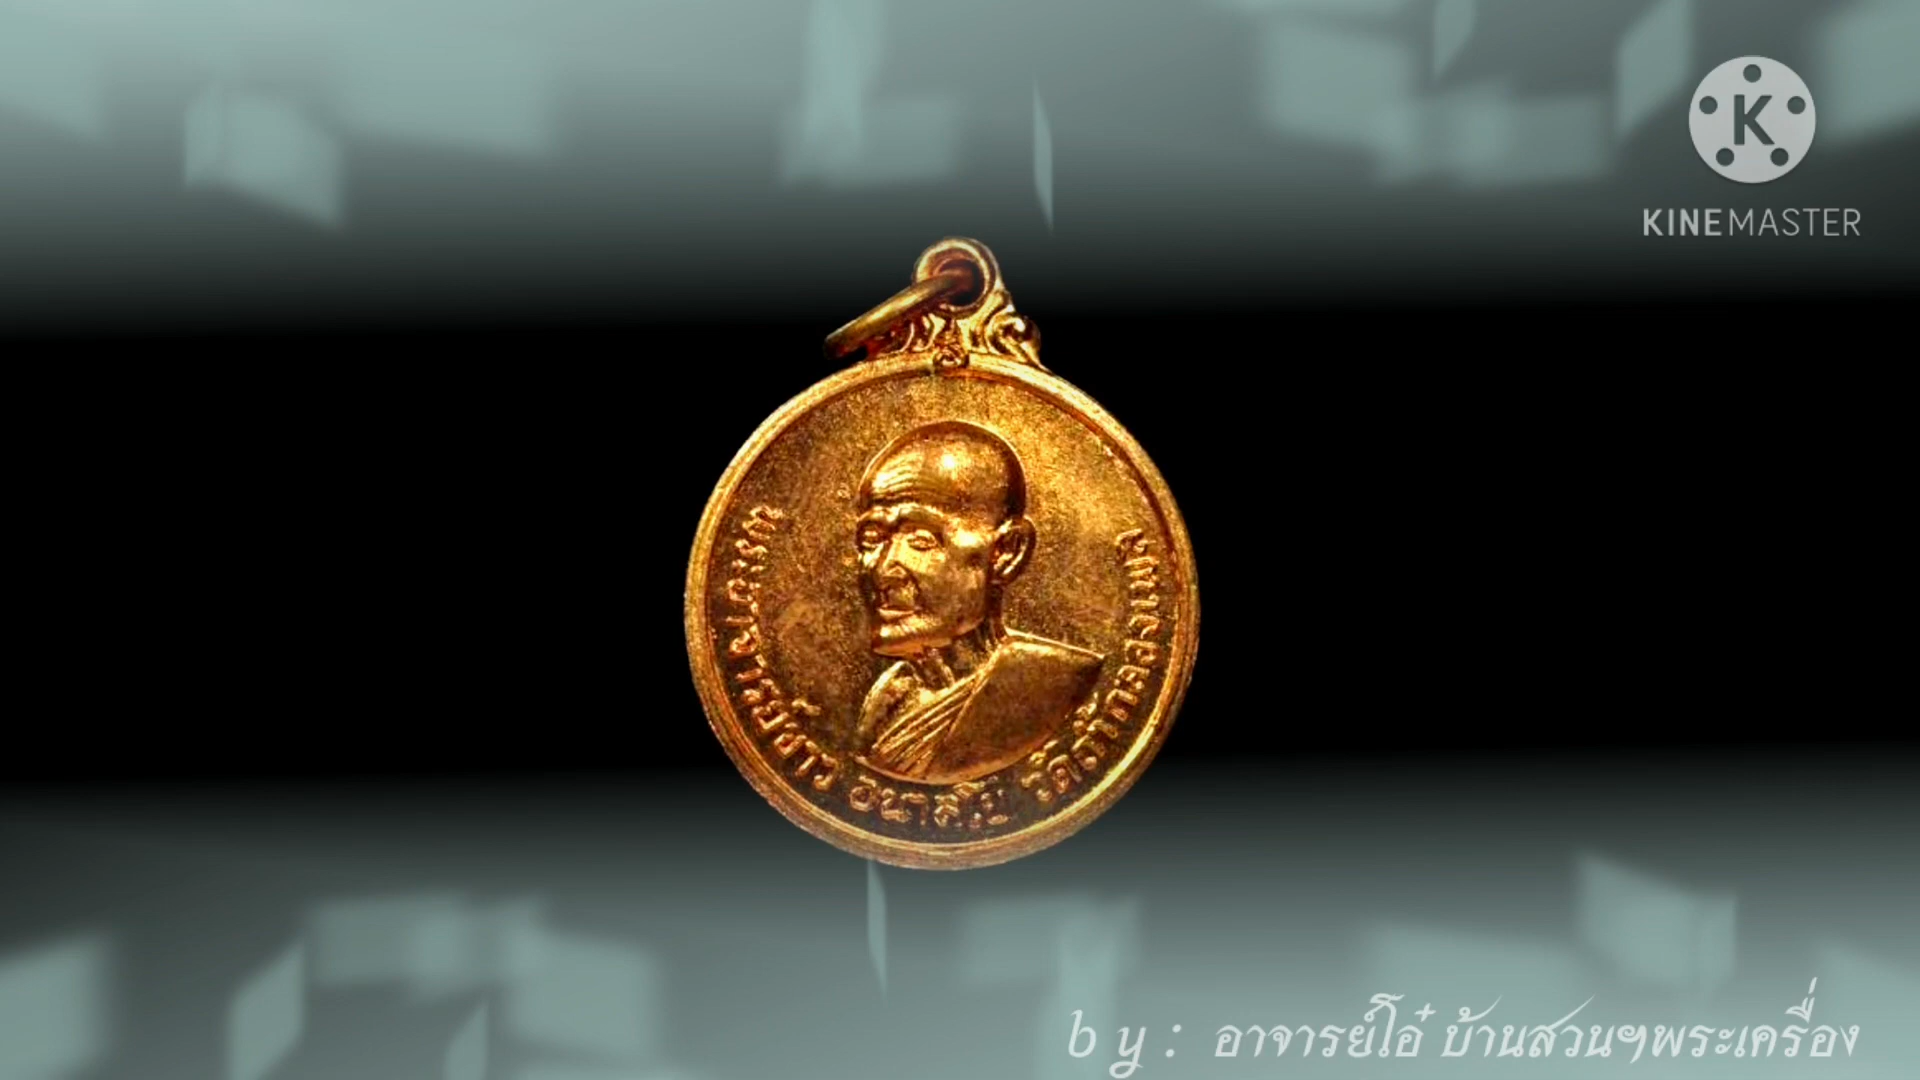 KINEMASTER
พระอาจารย์ขาว อนาลโย วัดถ้ำกลองเพล
by : อาจารย์โอ๋ บ้านสวนฯพระเครื่อง